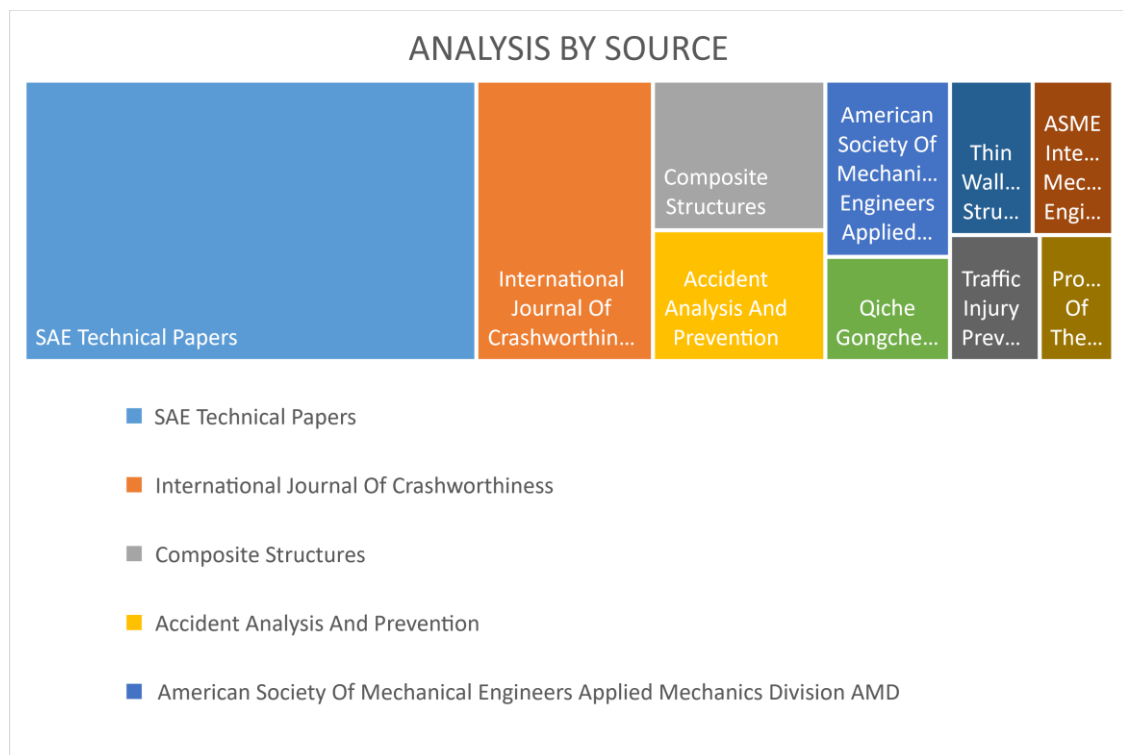 ANALYSIS BY SOURCE
SAE Technical Papers
International
Journal Of
Crashworthin...
Composite
Structures
Accident
Analysis And
Prevention
American
Society Of
Mechani...
Engineers
Applied...
Qiche
Gongche...
Thin
Wall...
Stru...
ASME
Inte...
Mec...
Engi...
Traffic
Injury
Prev...
Pro...
Of
The...
SAE Technical Papers
International Journal Of Crashworthiness
Composite Structures
Accident Analysis And Prevention
American Society Of Mechanical Engineers Applied Mechanics Division AMD